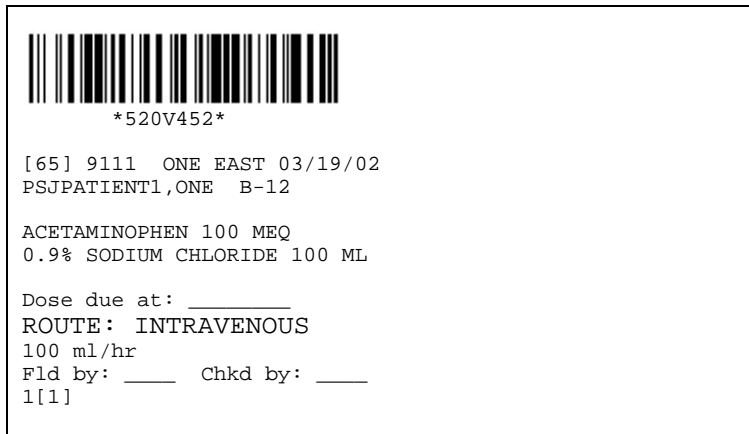 *520V452*
[65] 9111 ONE EAST 03/19/02
PSJPATIENT1,ONE B-12
ACETAMINOPHEN 100 MEQ
0.9% SODIUM CHLORIDE 100 ML
Dose due at: ________
ROUTE: INTRAVENOUS
100 ml/hr
Fld by: ____ Chkd by: ____
1[1]